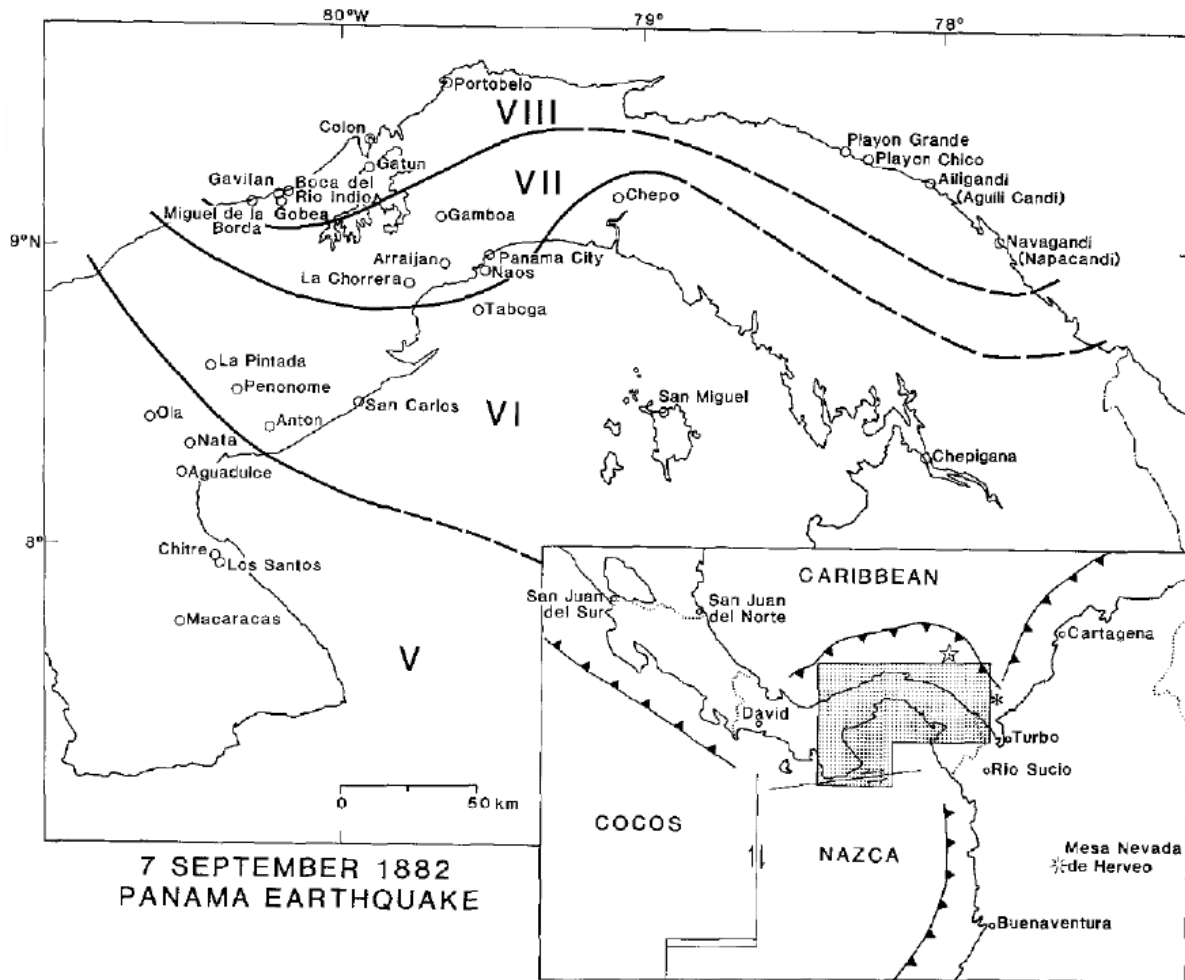 80°W
79°
78°
Portobelo
VIII
Colon
Playon Grande
Playon Chico
Gatun
Ailigandi
(Aguili Candi)
Gavilan
Boca del
Rio Indio
VII
Chepo
Miguel de la
Borda
Gobea
Gamboa
9°N
Navagandi
(Napacandi)
Arraijan
Panama City
Naos
La Chorrera
Taboga
La Pintada
Penonome
San Carlos
VI
San Miguel
Ola
Anton
Nata
Aguadulce
Chepigana
8°
Chitre
Los Santos
Macaracas
V
0
50 km
7 SEPTEMBER 1882
PANAMA EARTHQUAKE
CARIBBEAN
San Juan
del Sur
San Juan
del Norte
Cartagena
David
Turbo
Rio Sucio
COCOS
NAZCA
Mesa Nevada
de Herveo
Buenaventura